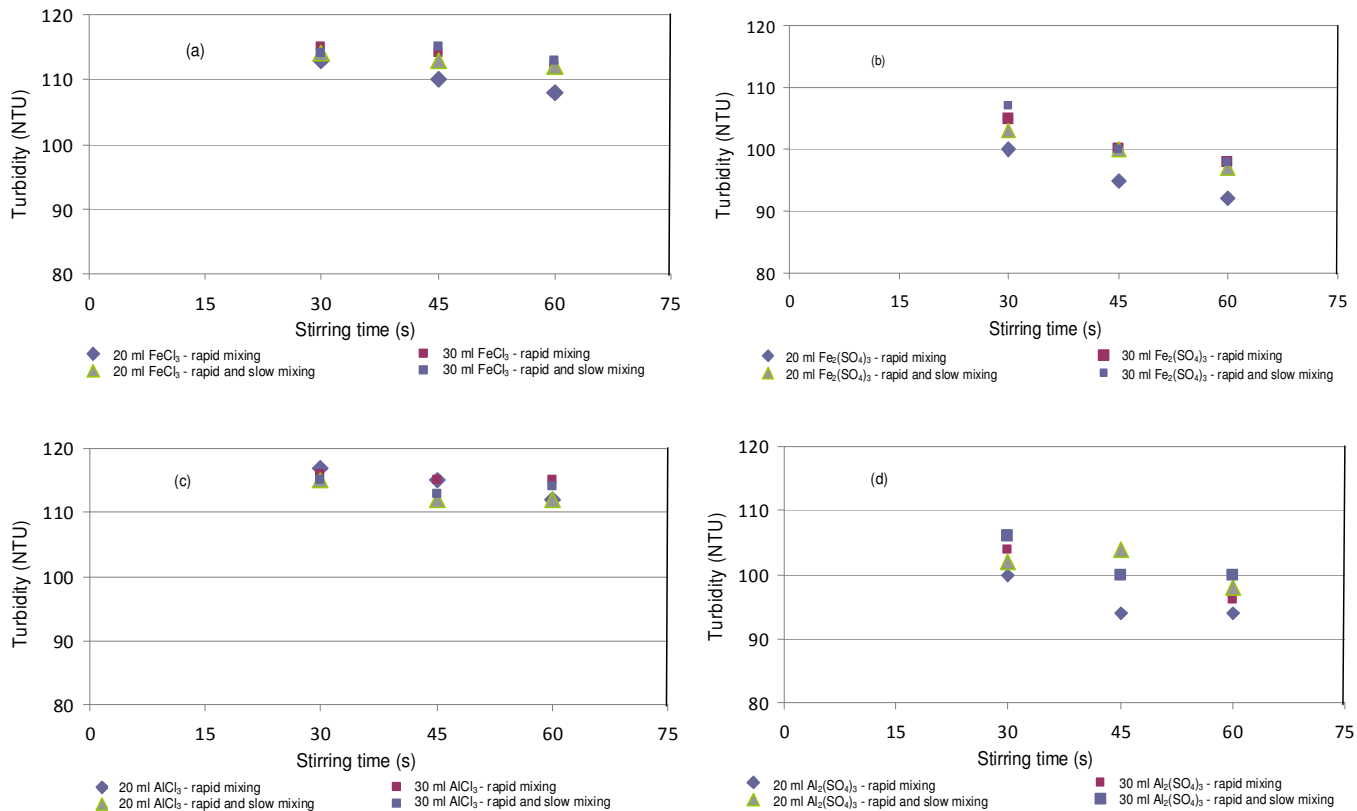 120
110
100
90
80
Turbidity (NTU)
(a)
0 15 30 45 60 75
Stirring time (s)
20 ml FeCl₃ - rapid mixing
30 ml FeCl₃ - rapid mixing
20 ml FeCl₃ - rapid and slow mixing
30 ml FeCl₃ - rapid and slow mixing
120
110
100
90
80
Turbidity (NTU)
(b)
0 15 30 45 60 75
Stirring time (s)
20 ml Fe₂(SO₄)₃ - rapid mixing
30 ml Fe₂(SO₄)₃ - rapid mixing
20 ml Fe₂(SO₄)₃ - rapid and slow mixing
30 ml Fe₂(SO₄)₃ - rapid and slow mixing
120
110
100
90
80
Turbidity (NTU)
(c)
0 15 30 45 60 75
Stirring time (s)
20 ml AlCl₃ - rapid mixing
30 ml AlCl₃ - rapid mixing
20 ml AlCl₃ - rapid and slow mixing
30 ml AlCl₃ - rapid and slow mixing
120
110
100
90
80
Turbidity (NTU)
(d)
0 15 30 45 60 75
Stirring time (s)
20 ml Al₂(SO₄)₃ - rapid mixing
30 ml Al₂(SO₄)₃ - rapid mixing
20 ml Al₂(SO₄)₃ - rapid and slow mixing
30 ml Al₂(SO₄)₃ - rapid and slow mixing